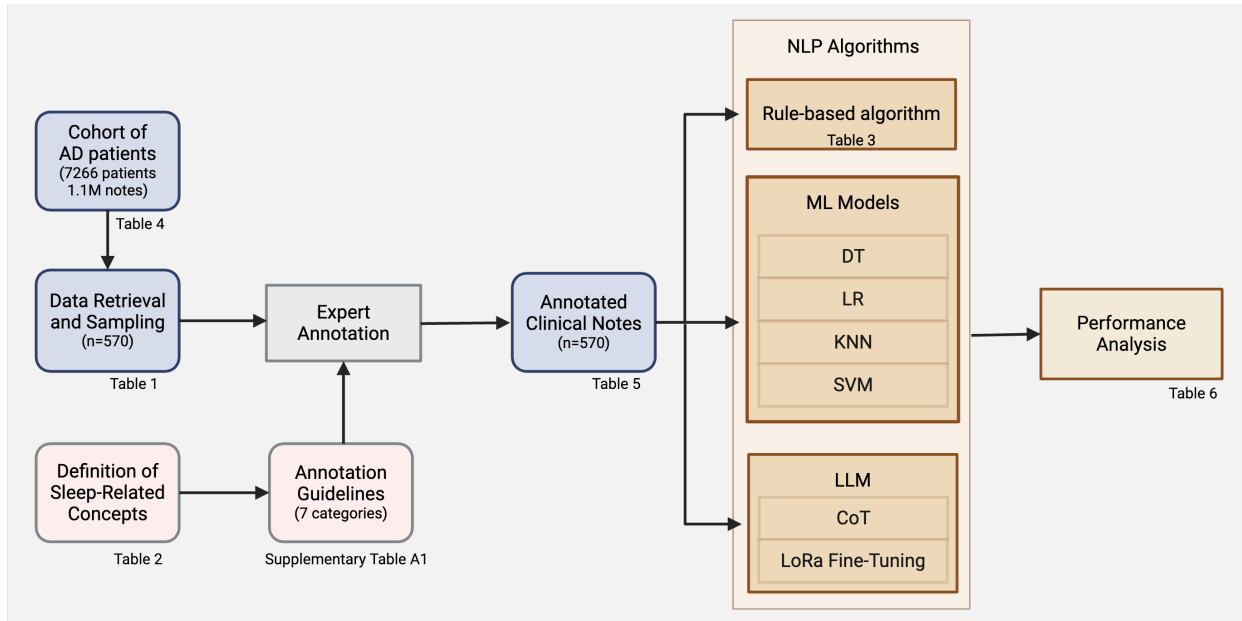 NLP Algorithms
Cohort of
AD patients
(7266 patients
1.1M notes)
Table 4
Data Retrieval
and Sampling
(n=570)
Table 1
Definition of
Sleep-Related
Concepts
Table 2
Expert
Annotation
Annotation
Guidelines
(7 categories)
Supplementary Table A1
Annotated
Clinical Notes
(n=570)
Table 5
Rule-based algorithm
Table 3
ML Models
DT
LR
KNN
SVM
LLM
CoT
LoRa Fine-Tuning
Performance
Analysis
Table 6